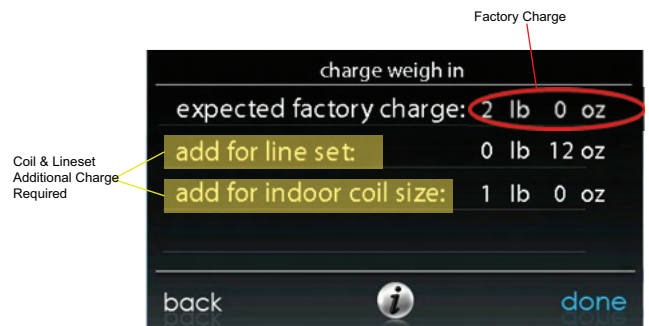 Factory Charge
charge weigh in
expected factory charge: 2 lb 0 oz
add for line set: 0 lb 12 oz
Coil & Lineset
Additional Charge
Required
add for indoor coil size: 1 lb 0 oz
back i done